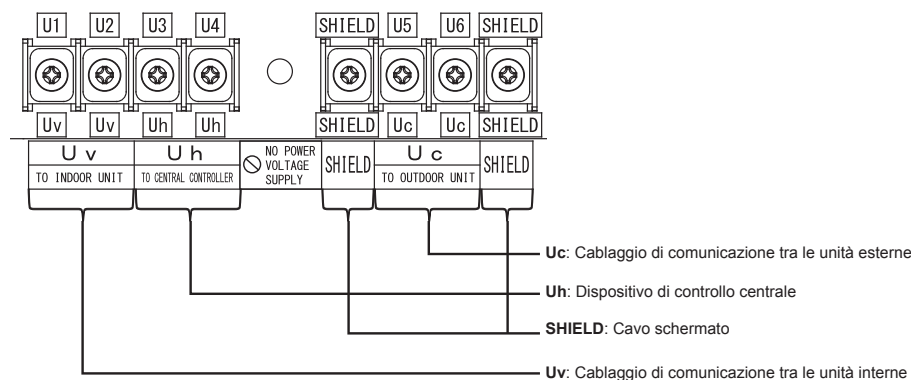 U1 U2 U3 U4 SHIELD U5 U6 SHIELD
Uv Uv Uh Uh SHIELD Uc Uc SHIELD
U v U h NO POWER VOLTAGE SUPPLY SHIELD U c SHIELD
TO INDOOR UNIT TO CENTRAL CONTROLLER TO OUTDOOR UNIT
Uc: Cablaggio di comunicazione tra le unità esterne
Uh: Dispositivo di controllo centrale
SHIELD: Cavo schermato
Uv: Cablaggio di comunicazione tra le unità interne